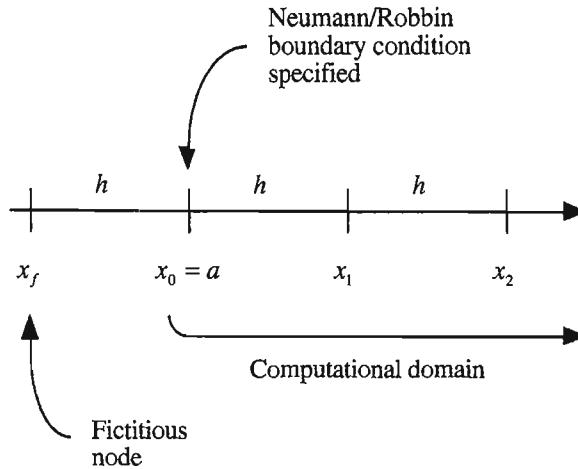 Neumann/Robbin
boundary condition
specified
h h h
x_f x_0 = a x_1 x_2
Computational domain
Fictitious
node